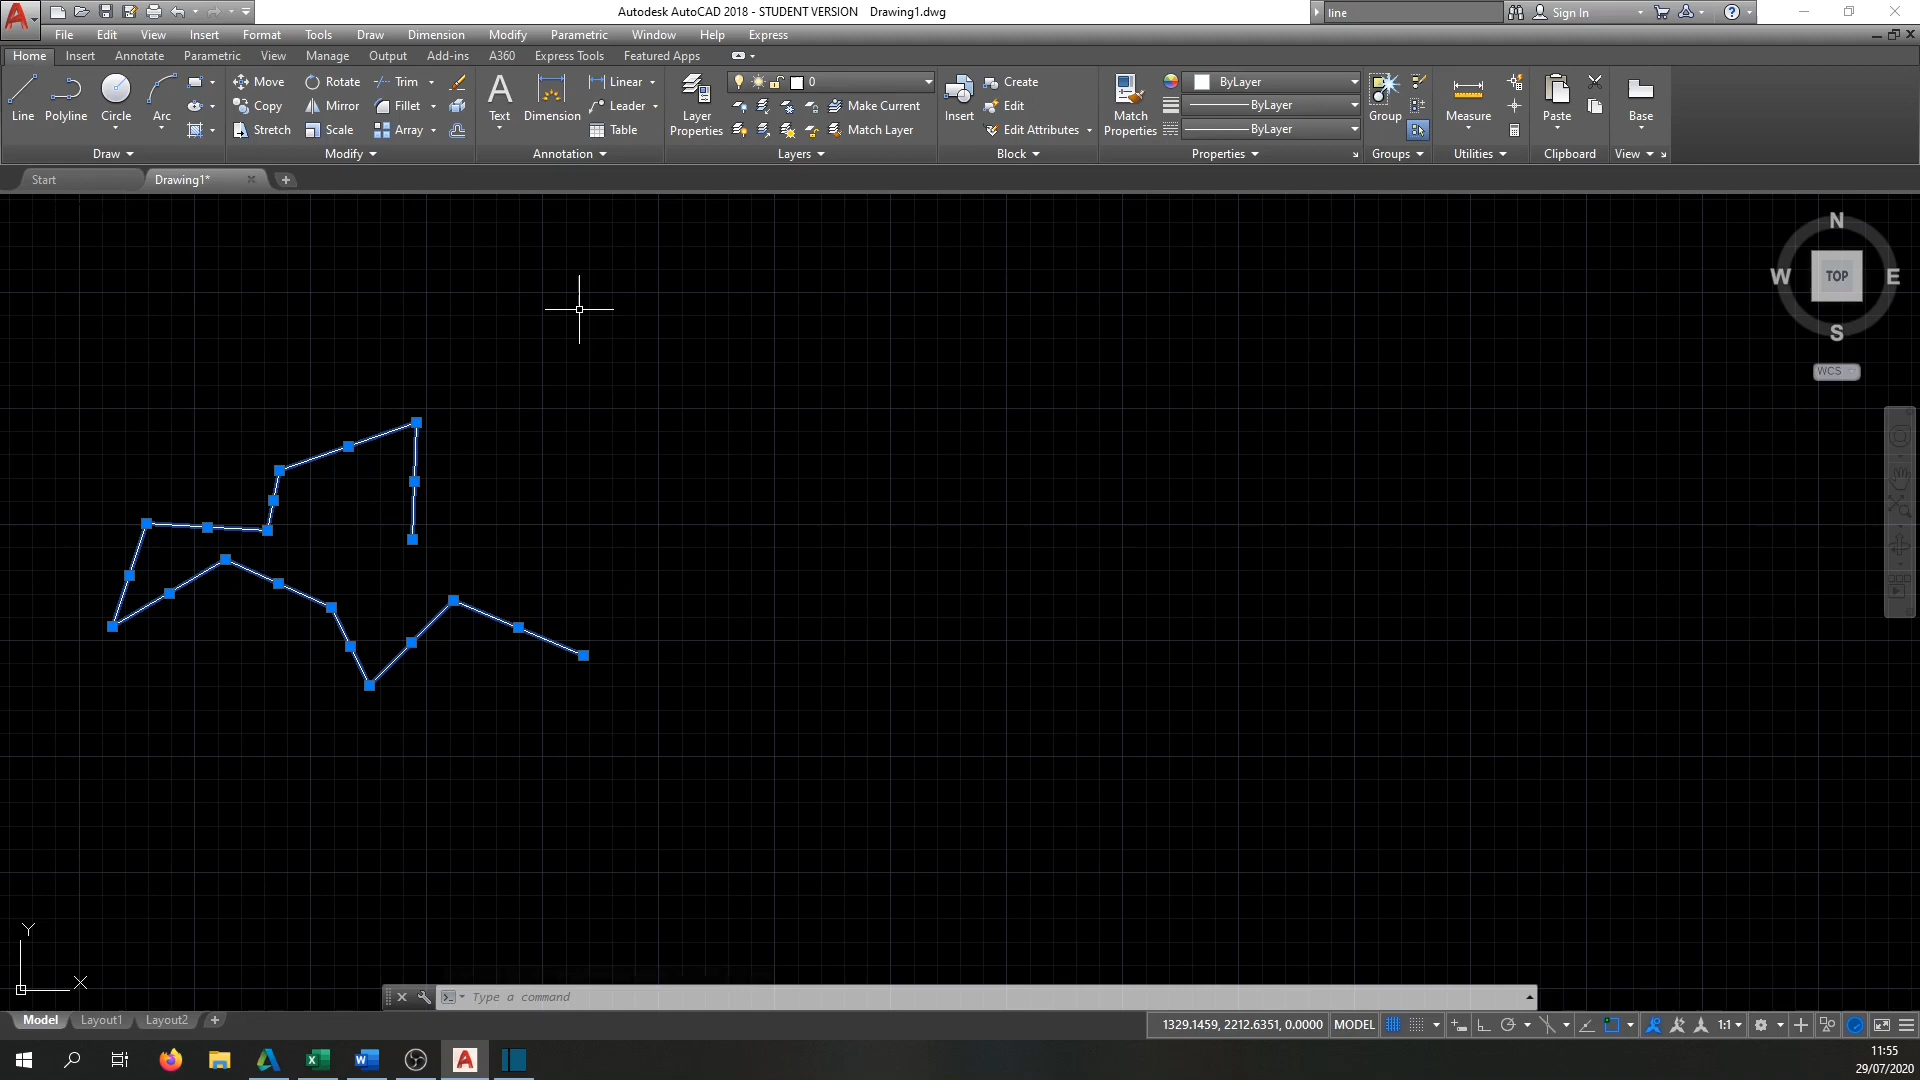 Autodesk AutoCAD 2018 - STUDENT VERSION Drawing1.dwg
line
Sign In
File Edit View Insert Format Tools Draw Dimension Modify Parametric Window Help Express
Home Insert Annotate Parametric View Manage Output Add-ins A360 Express Tools Featured Apps
Line Polyline Circle Arc
Move Rotate Trim
Copy Mirror Fillet
Stretch Scale Array
Text Dimension
Linear
Leader
Table
Layer Properties
0
Make Current
Match Layer
Insert
Create
Edit
Edit Attributes
Match Properties
ByLayer
ByLayer
ByLayer
Group
Measure
Paste
Base
Draw Modify Annotation Layers Block Properties Groups Utilities Clipboard View
Start Drawing1*
N
W TOP E
S
WCS
Y
X
Type a command
Model Layout1 Layout2
1329.1459, 2212.6351, 0.0000 MODEL 1:1
11:55
29/07/2020